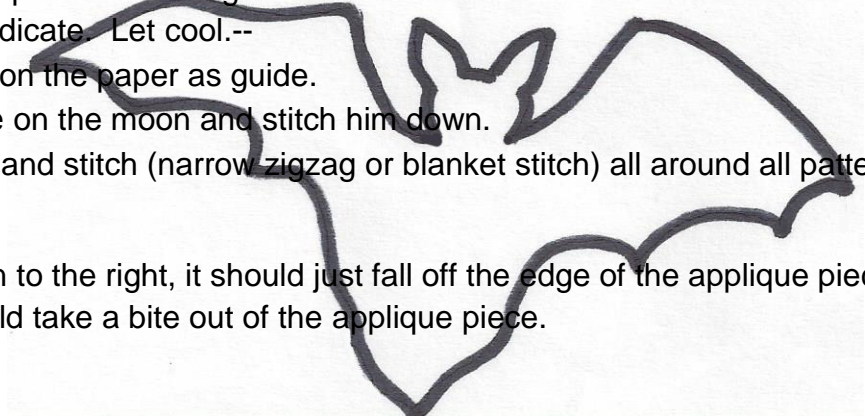 dicate.  Let cool.--
on the paper as guide.
on the moon and stitch him down.
and stitch (narrow zigzag or blanket stitch) all around all patte
to the right, it should just fall off the edge of the applique piec
ld take a bite out of the applique piece.